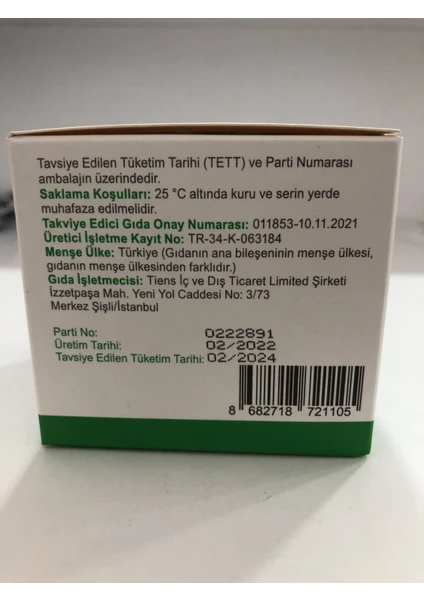 Tavsiye Edilen Tüketim Tarihi (TETT) ve Parti Numarası
ambalajın üzerindedir.
Saklama Koşulları: 25 °C altında kuru ve serin yerde
muhafaza edilmelidir.
Takviye Edici Gıda Onay Numarası: 011853-10.11.2021
Üretici İşletme Kayıt No: TR-34-K-063184
Menşe Ülke: Türkiye (Gıdanın ana bileşeninin menşe ülkesi,
gıdanın menşe ülkesinden farklıdır.)
Gıda İşletmecisi: Tiens İç ve Dış Ticaret Limited Şirketi
İzzetpaşa Mah. Yeni Yol Caddesi No: 3/73
Merkez Şişli/İstanbul
Parti No: 0222891
Üretim Tarihi: 02/2022
Tavsiye Edilen Tüketim Tarihi: 02/2024
8 682718 721105